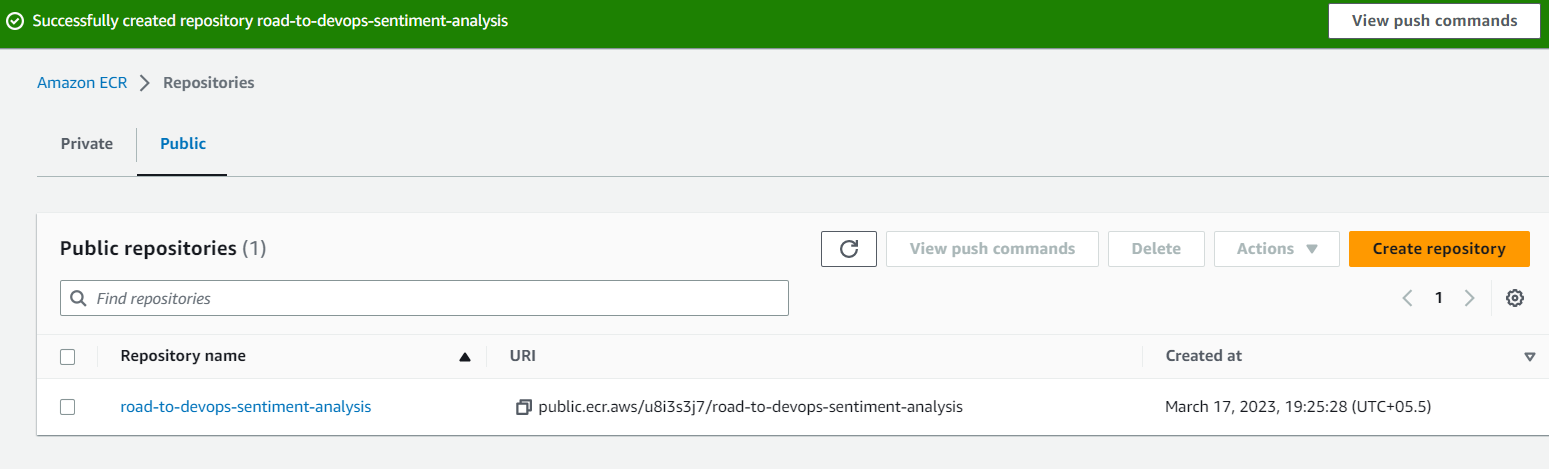 Successfully created repository road-to-devops-sentiment-analysis View push commands
Amazon ECR Repositories
Private Public
Public repositories (1) View push commands Delete Actions Create repository
Find repositories 1
Repository name URI Created at
road-to-devops-sentiment-analysis public.ecr.aws/u8i3s3j7/road-to-devops-sentiment-analysis March 17, 2023, 19:25:28 (UTC+05.5)